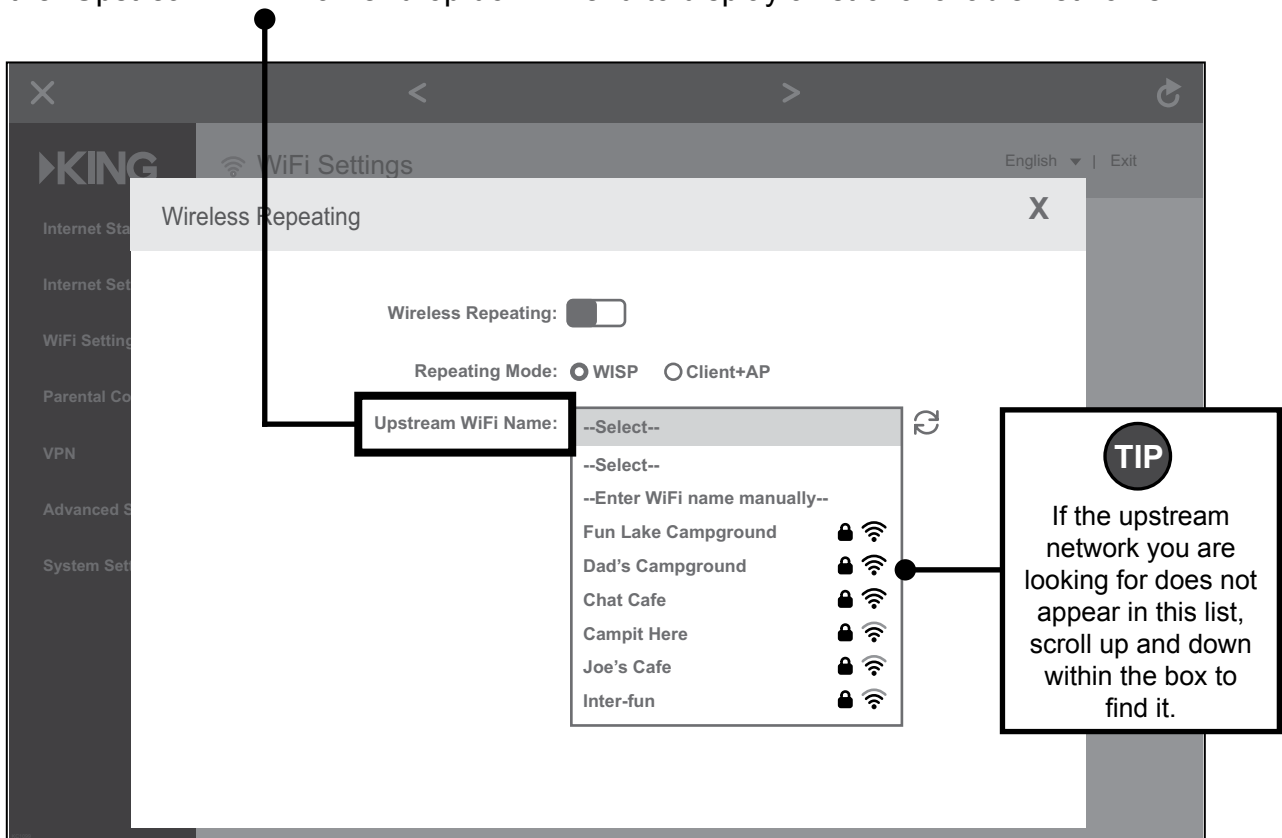 X
< >
KING
WiFi Settings
English | Exit
Wireless Repeating
X
Internet Sta
Internet Set
WiFi Setting
Parental Co
VPN
Advanced S
System Set
Wireless Repeating:
Repeating Mode: WISP Client+AP
Upstream WiFi Name: --Select--
--Select--
--Enter WiFi name manually--
Fun Lake Campground
Dad's Campground
Chat Cafe
Campit Here
Joe's Cafe
Inter-fun
TIP
If the upstream
network you are
looking for does not
appear in this list,
scroll up and down
within the box to
find it.